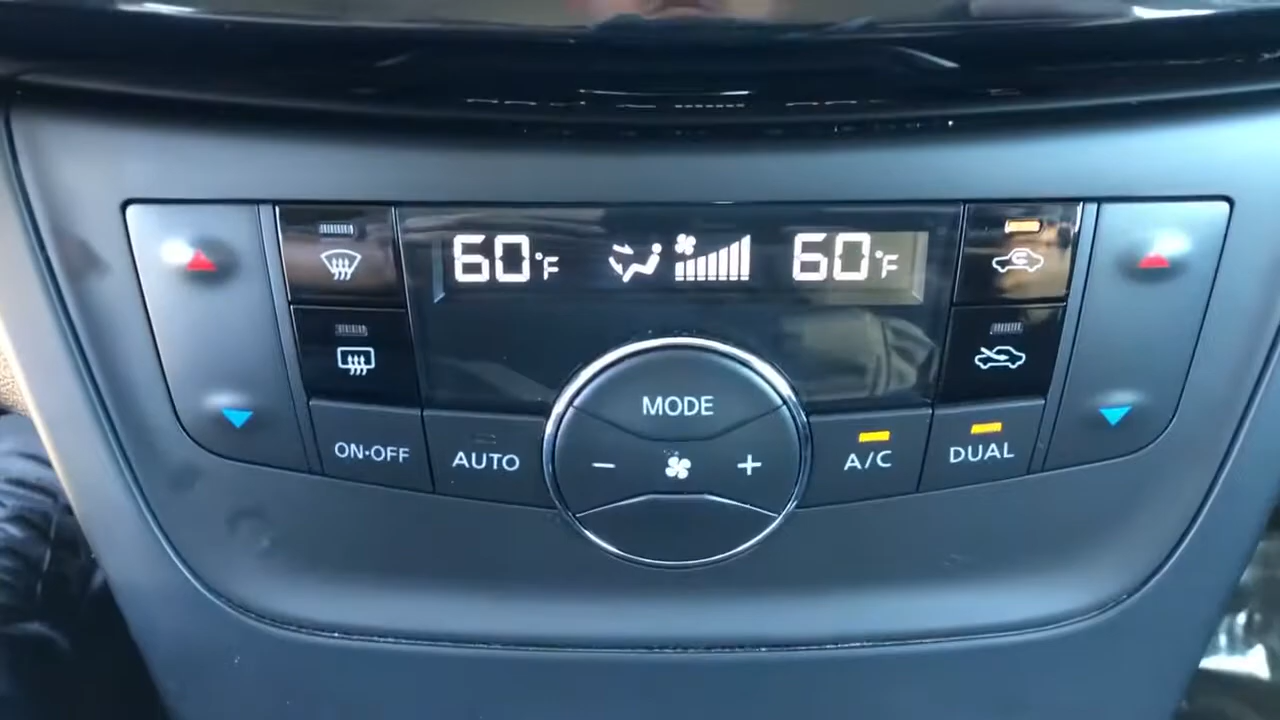 60°F 60°F
MODE
ON•OFF AUTO − + A/C DUAL